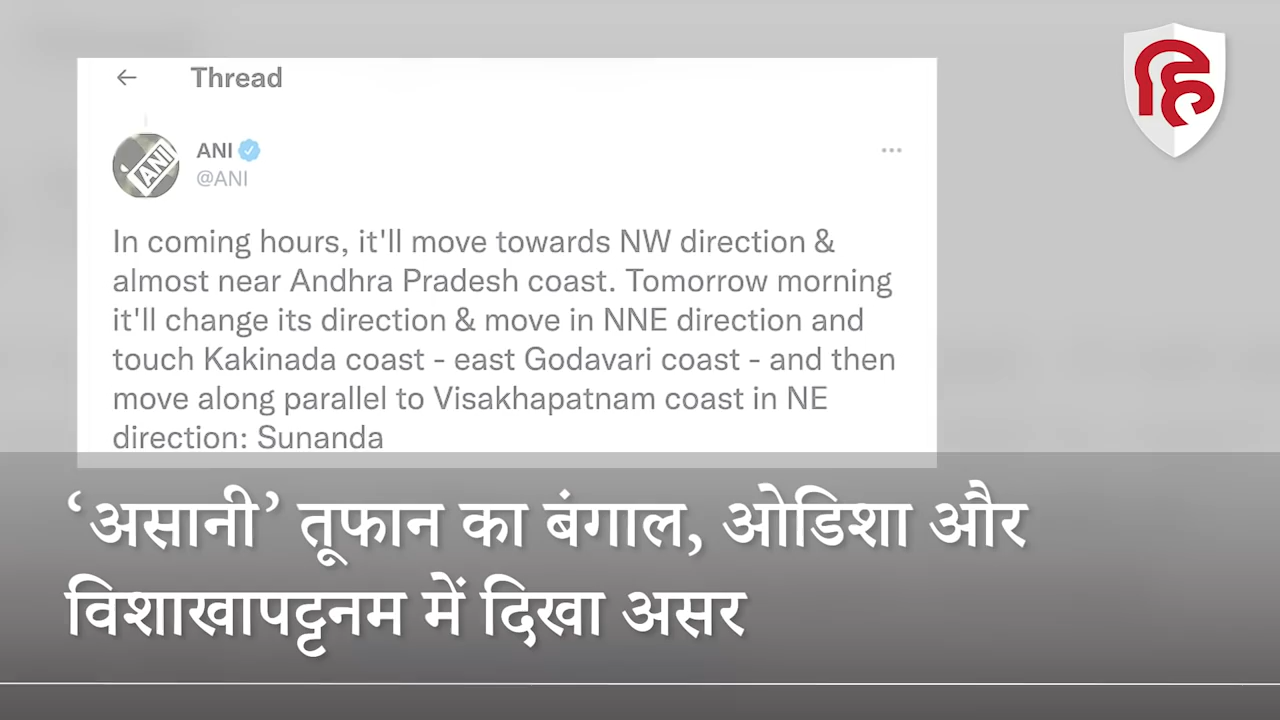 ← Thread
ANI
ANI
@ANI
In coming hours, it'll move towards NW direction &
almost near Andhra Pradesh coast. Tomorrow morning
it'll change its direction & move in NNE direction and
touch Kakinada coast - east Godavari coast - and then
move along parallel to Visakhapatnam coast in NE
direction: Sunanda
‘असानी’ तूफान का बंगाल, ओडिशा और
विशाखापट्टनम में दिखा असर
हि